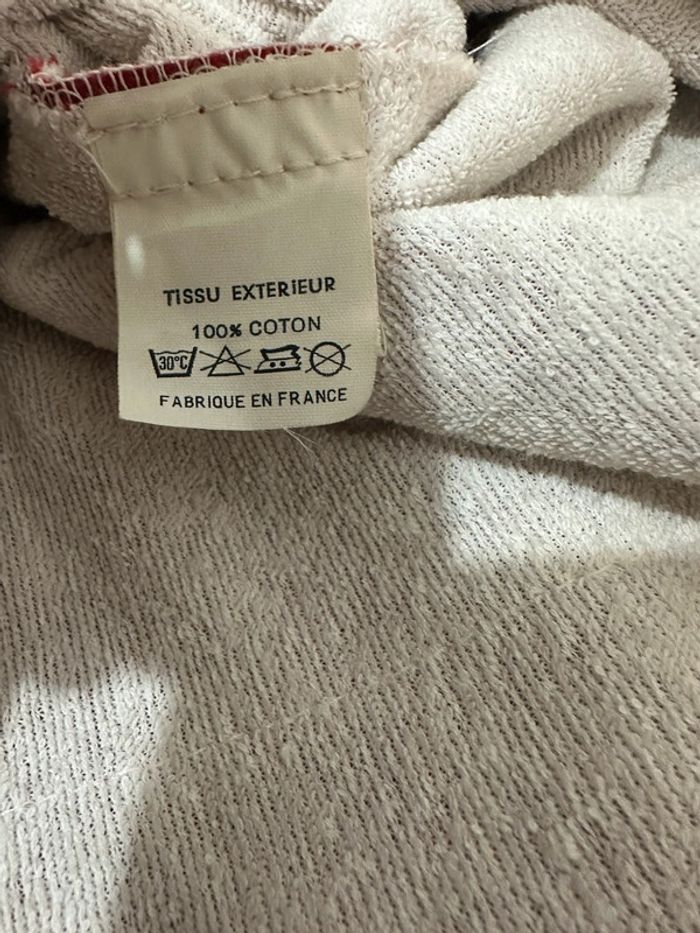 TISSU EXTERIEUR
100% COTON
30°C
FABRIQUE EN FRANCE